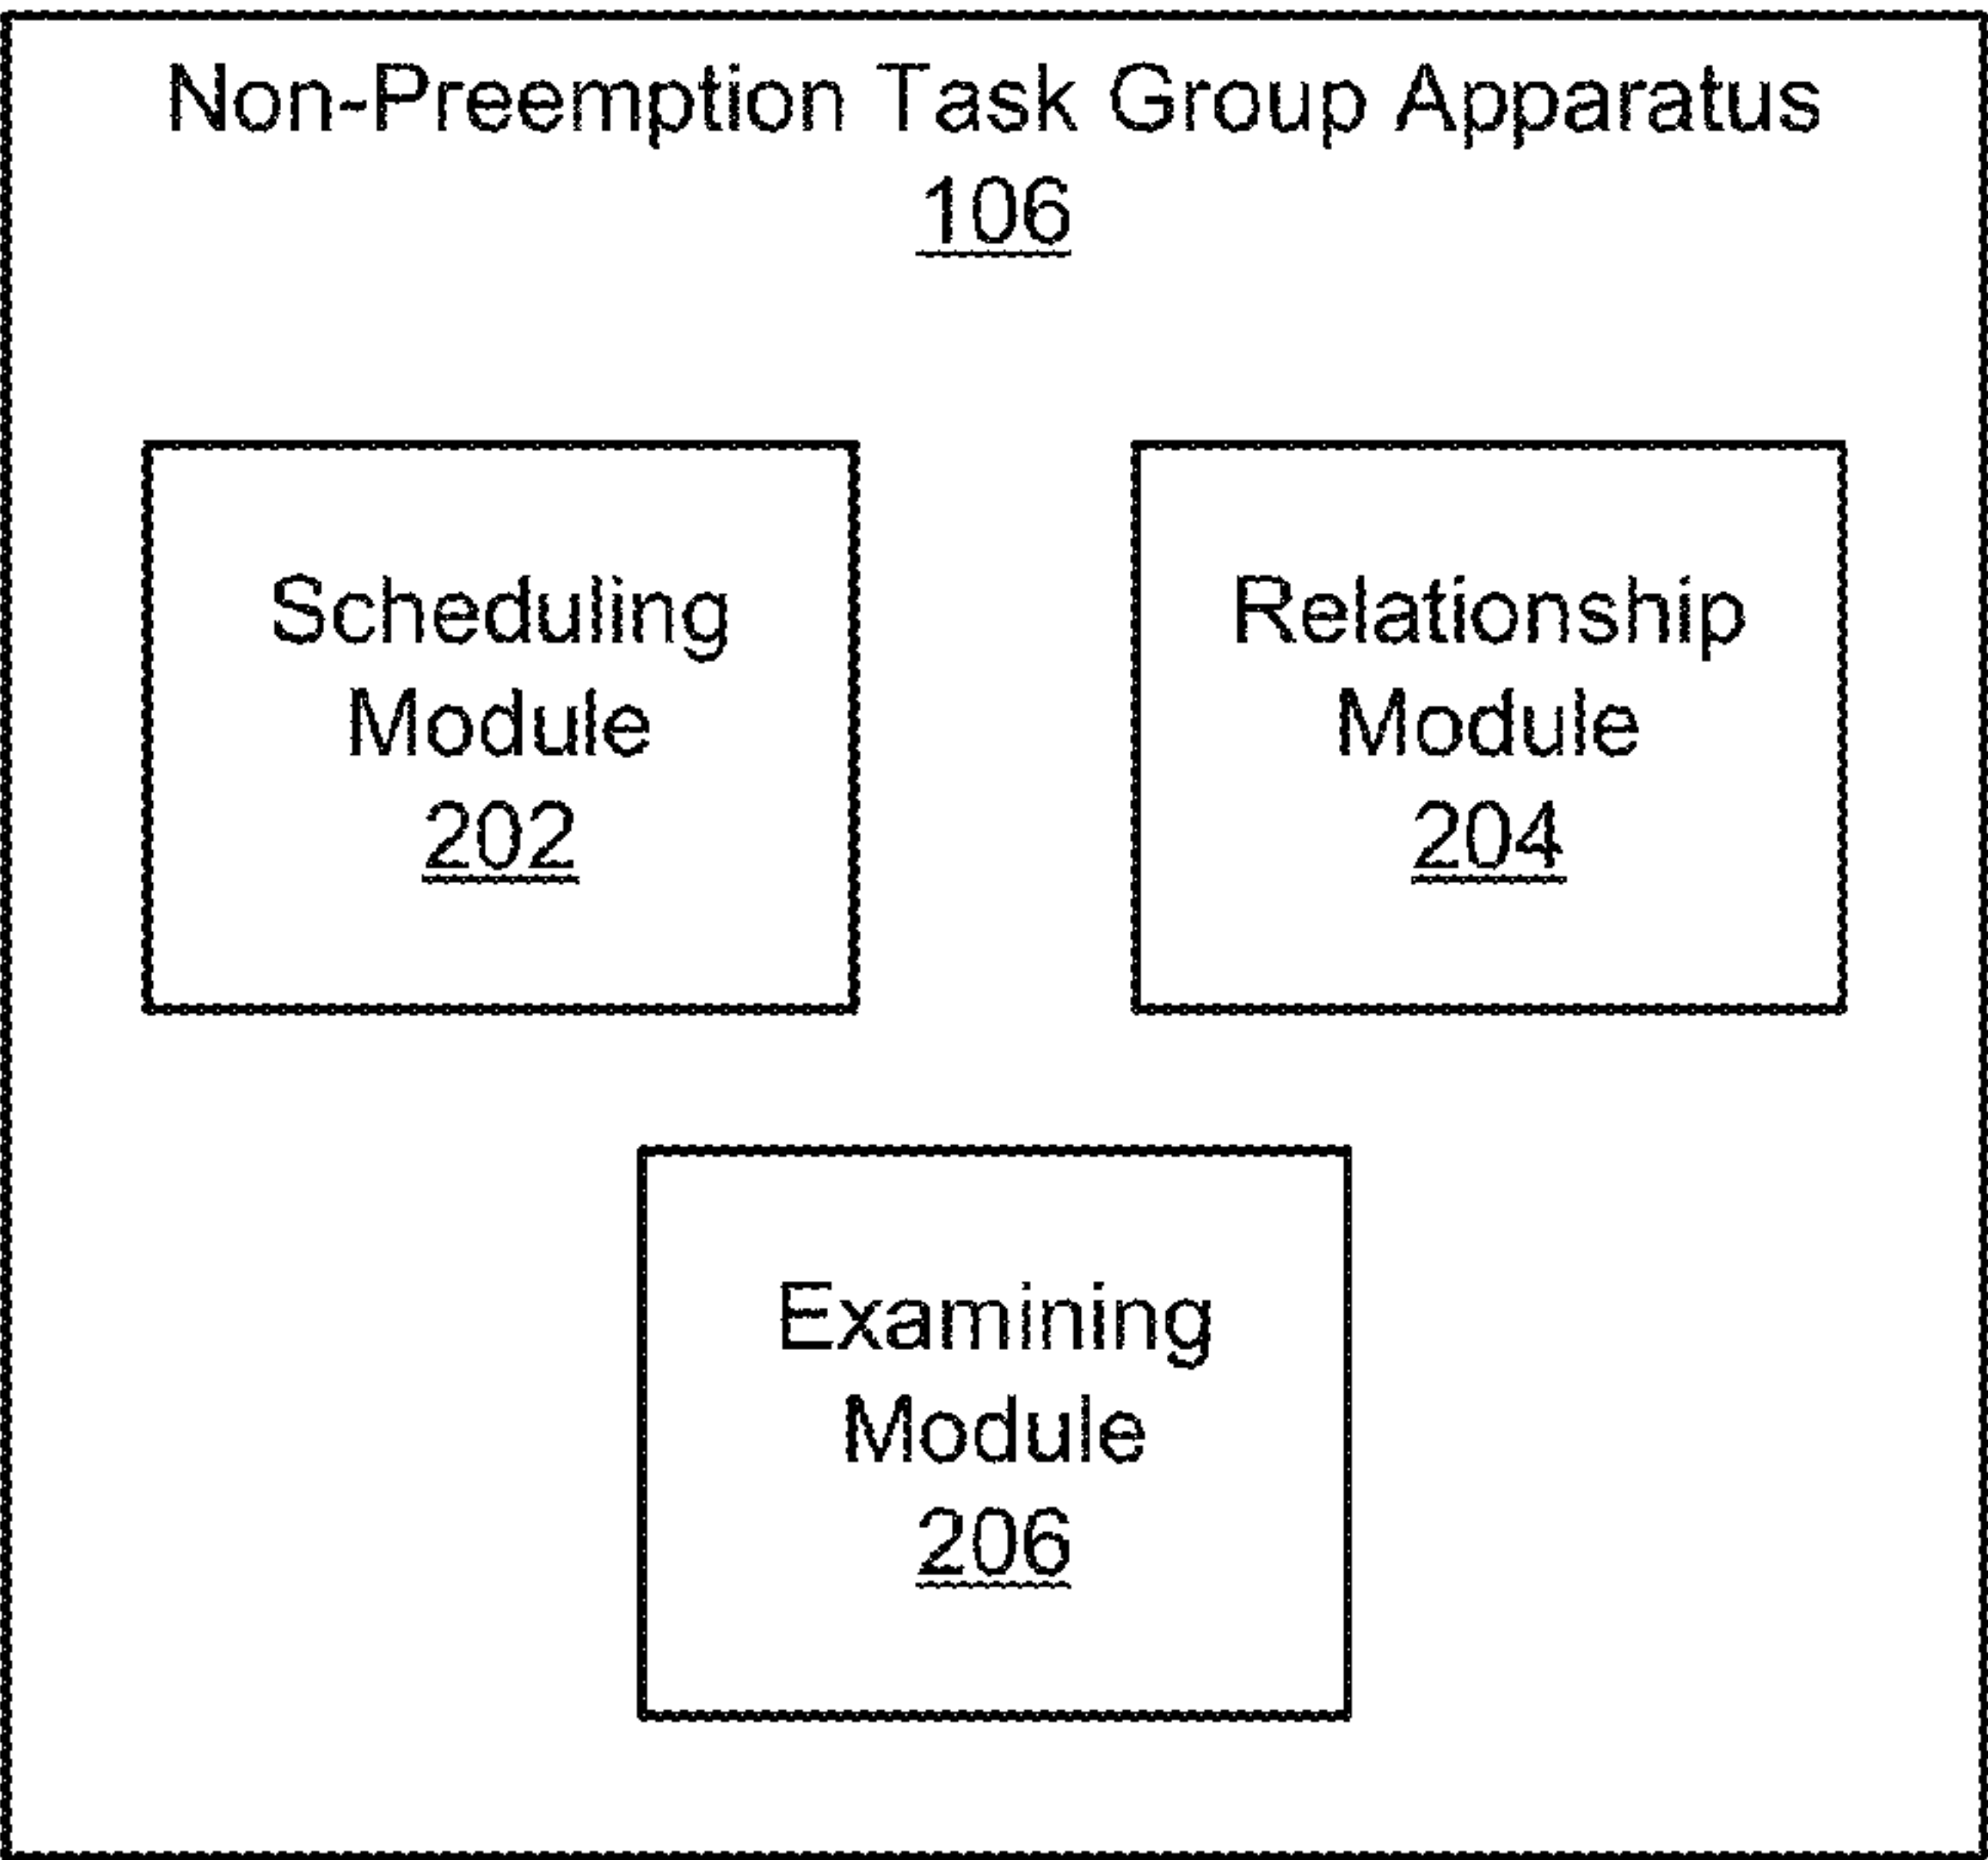 Non-Preemption Task Group Apparatus
106
Scheduling
Module
202
Relationship
Module
204
Examining
Module
206